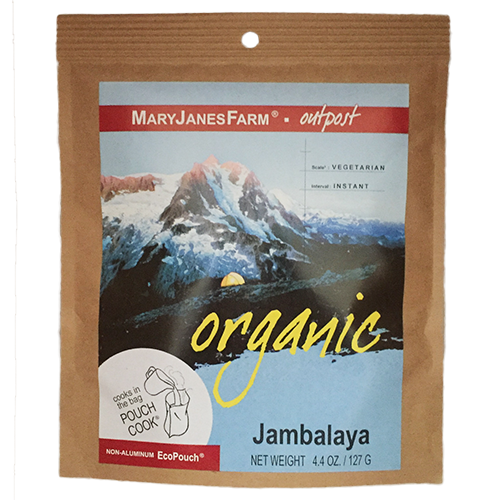 MARYJANESFARM® · outpost
Scale: VEGETARIAN
Interval: INSTANT
organic
cooks in
the bag
POUCH
COOK®
Jambalaya
NET WEIGHT 4.4 OZ. / 127 G
NON-ALUMINUM EcoPouch®